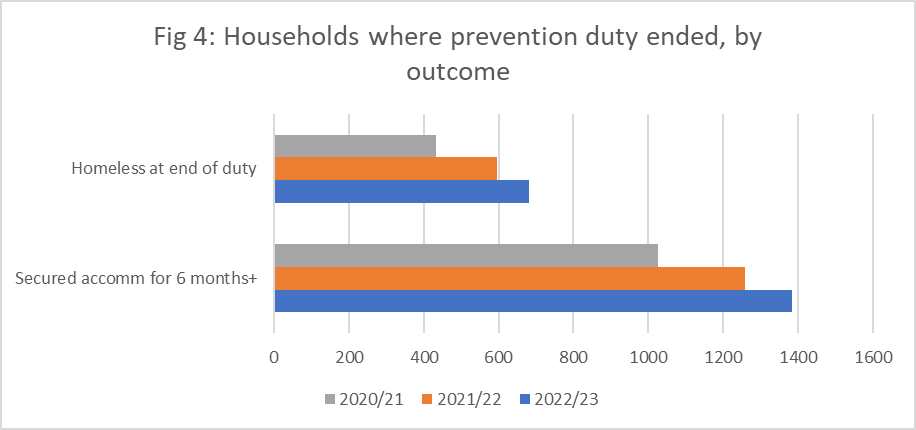 Fig 4: Households where prevention duty ended, by
outcome
Homeless at end of duty
Secured accomm for 6 months+
0 200 400 600 800 1000 1200 1400 1600
2020/21 2021/22 2022/23